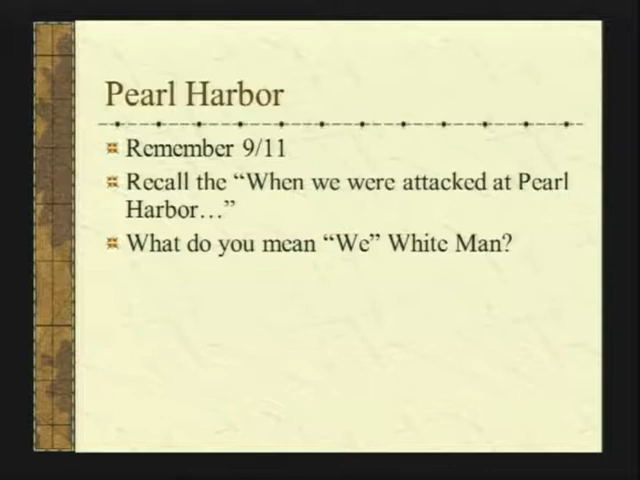 Pearl Harbor
Remember 9/11
Recall the “When we were attacked at Pearl
Harbor…”
What do you mean “We” White Man?